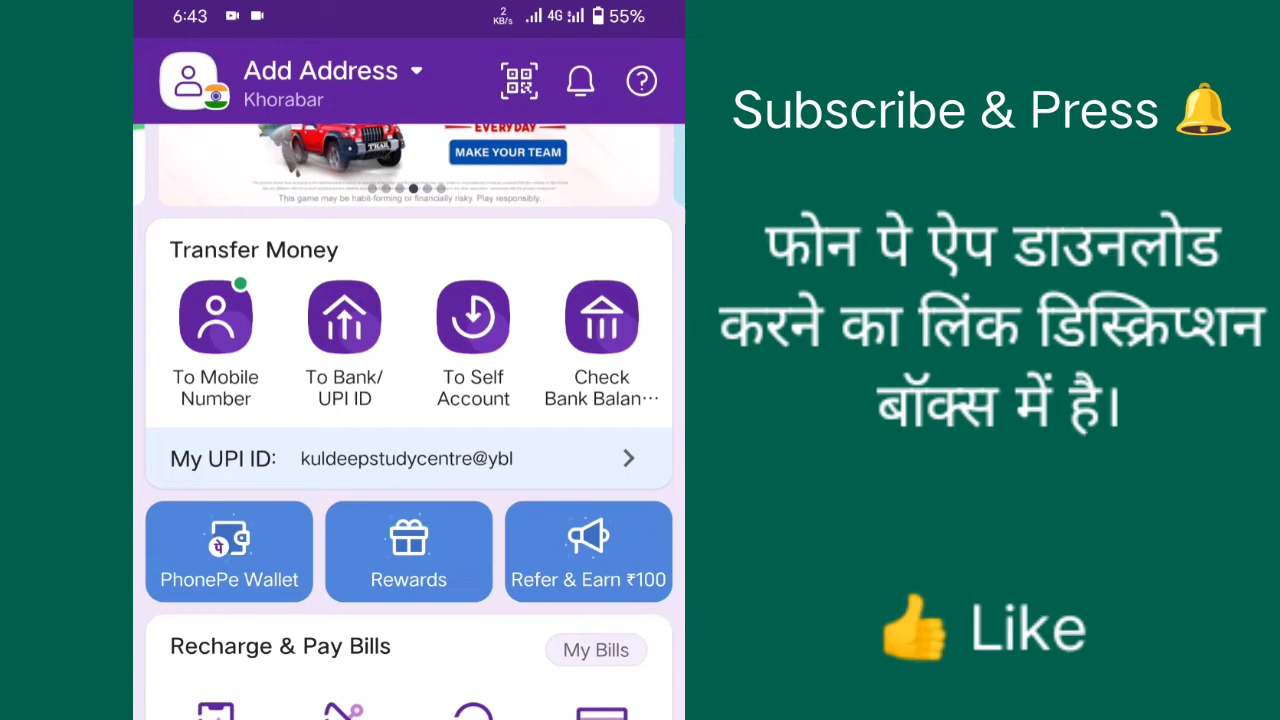 6:43
2
KB/s
4G
55%
Add Address
Khorabar
EVERYDAY
THAR
MAKE YOUR TEAM
This game may be habit-forming or financially risky. Play responsibly.
Transfer Money
To Mobile
Number
To Bank/
UPI ID
To Self
Account
Check
Bank Balan···
My UPI ID: kuldeepstudycentre@ybl
पे
PhonePe Wallet
Rewards
Refer & Earn ₹100
Recharge & Pay Bills
My Bills
Subscribe & Press 🔔
फोन पे ऐप डाउनलोड
करने का लिंक डिस्क्रिप्शन
बॉक्स में है।
👍 Like